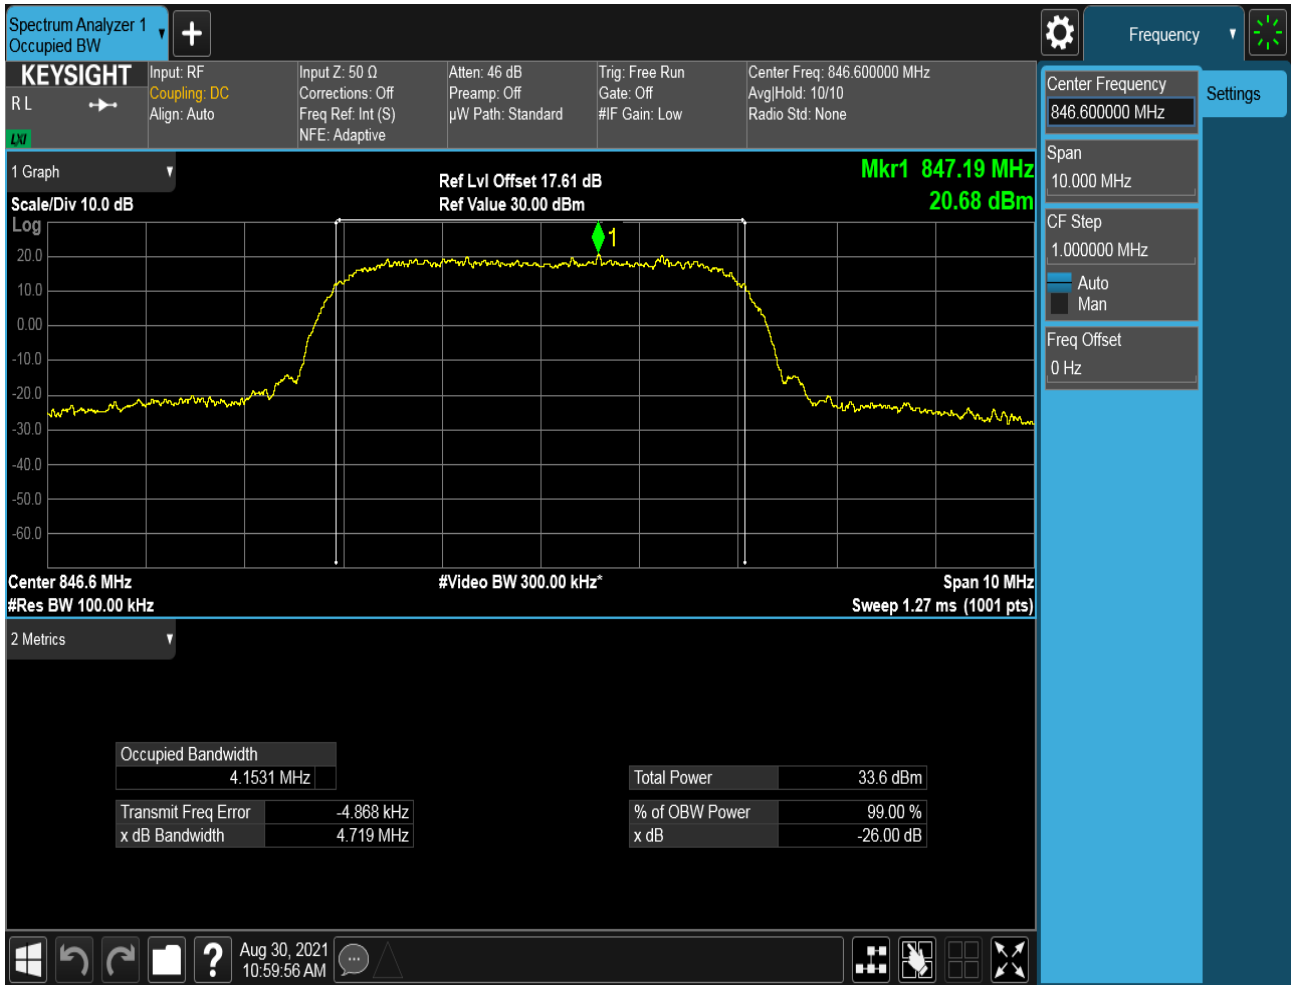 Spectrum Analyzer 1
Occupied BW
+
Frequency
KEYSIGHT
R L
LXI
Input: RF
Coupling: DC
Align: Auto
Input Z: 50 Ω
Corrections: Off
Freq Ref: Int (S)
NFE: Adaptive
Atten: 46 dB
Preamp: Off
µW Path: Standard
Trig: Free Run
Gate: Off
#IF Gain: Low
Center Freq: 846.600000 MHz
Avg|Hold: 10/10
Radio Std: None
Center Frequency
846.600000 MHz
Settings
Span
10.000 MHz
CF Step
1.000000 MHz
Auto
Man
Freq Offset
0 Hz
1 Graph
Scale/Div 10.0 dB
Ref Lvl Offset 17.61 dB
Ref Value 30.00 dBm
Mkr1 847.19 MHz
20.68 dBm
Log
1
20.0
10.0
0.00
-10.0
-20.0
-30.0
-40.0
-50.0
-60.0
Center 846.6 MHz
#Video BW 300.00 kHz*
Span 10 MHz
#Res BW 100.00 kHz
Sweep 1.27 ms (1001 pts)
2 Metrics
Occupied Bandwidth
4.1531 MHz
Transmit Freq Error -4.868 kHz
x dB Bandwidth 4.719 MHz
Total Power 33.6 dBm
% of OBW Power 99.00 %
x dB -26.00 dB
?
Aug 30, 2021
10:59:56 AM